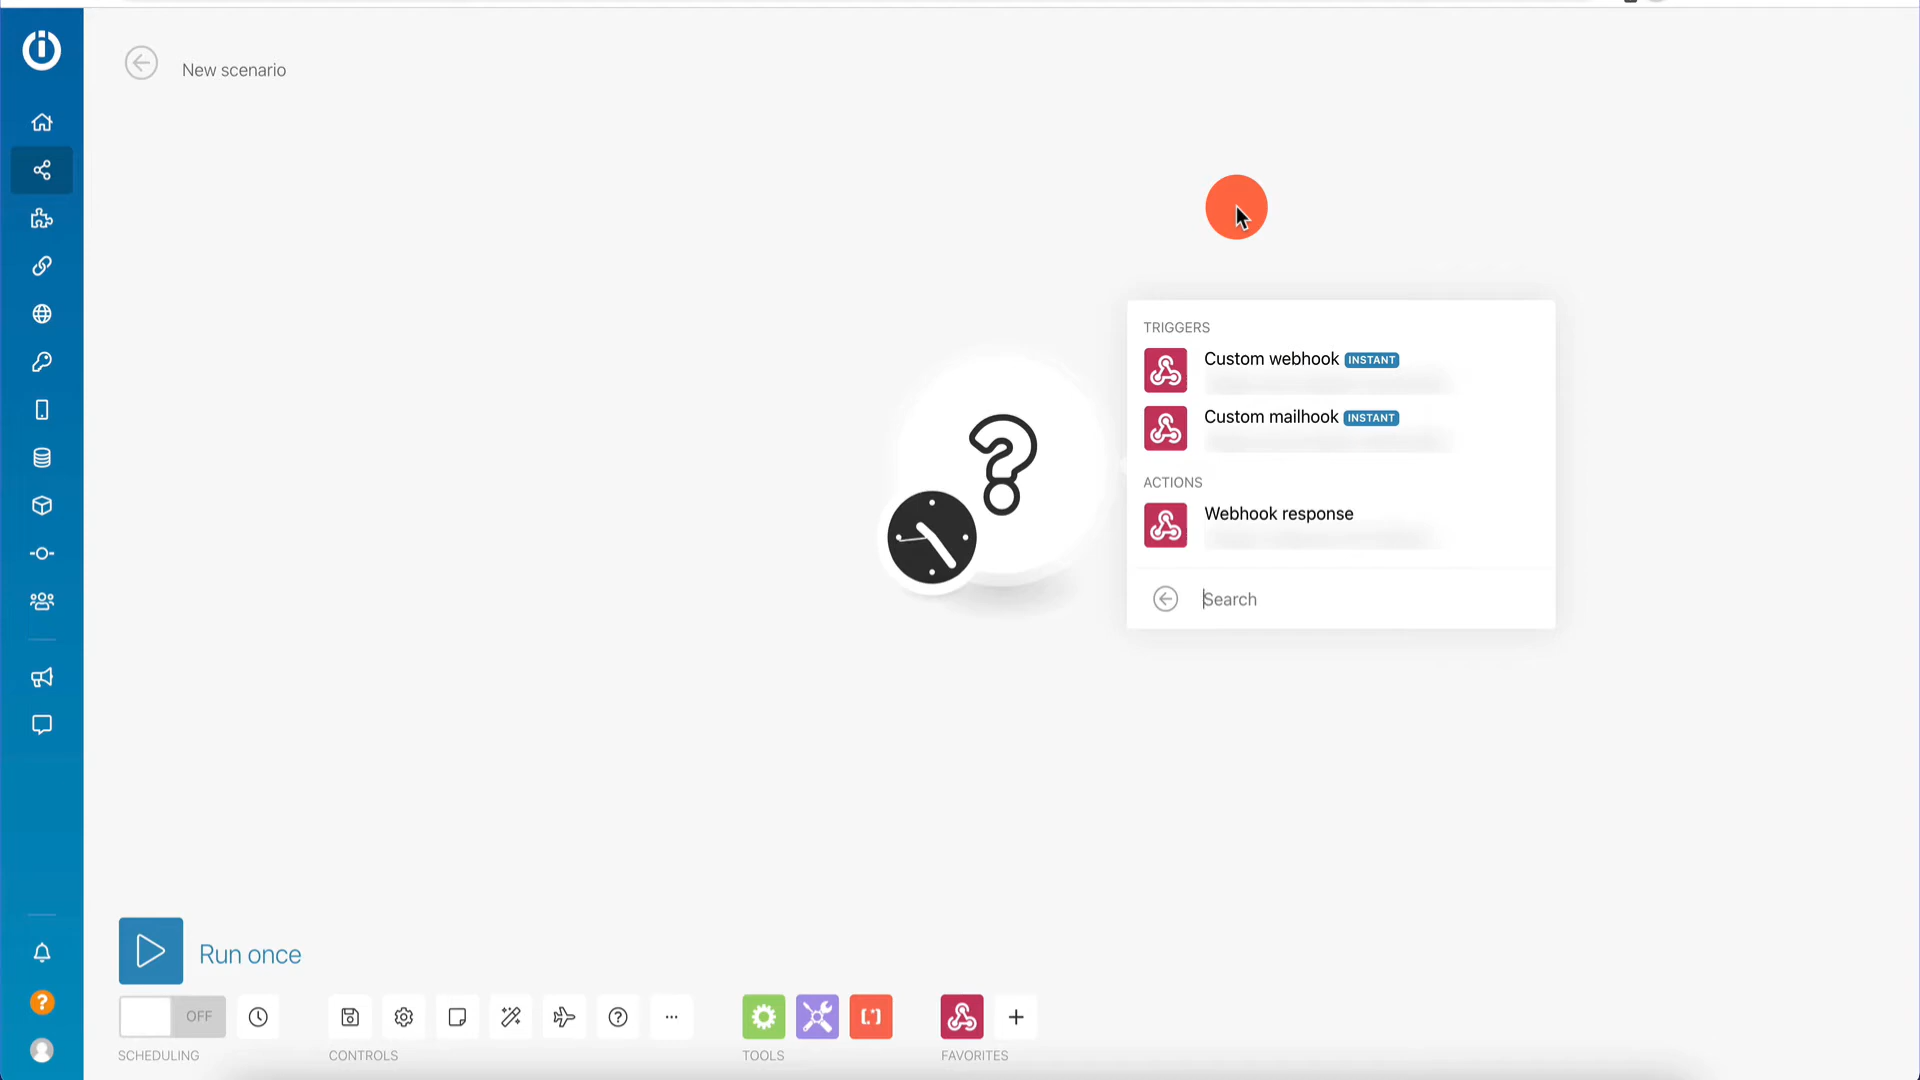 New scenario
TRIGGERS
Custom webhook INSTANT
Custom mailhook INSTANT
ACTIONS
Webhook response
Search
Run once
OFF
SCHEDULING
CONTROLS
TOOLS
FAVORITES